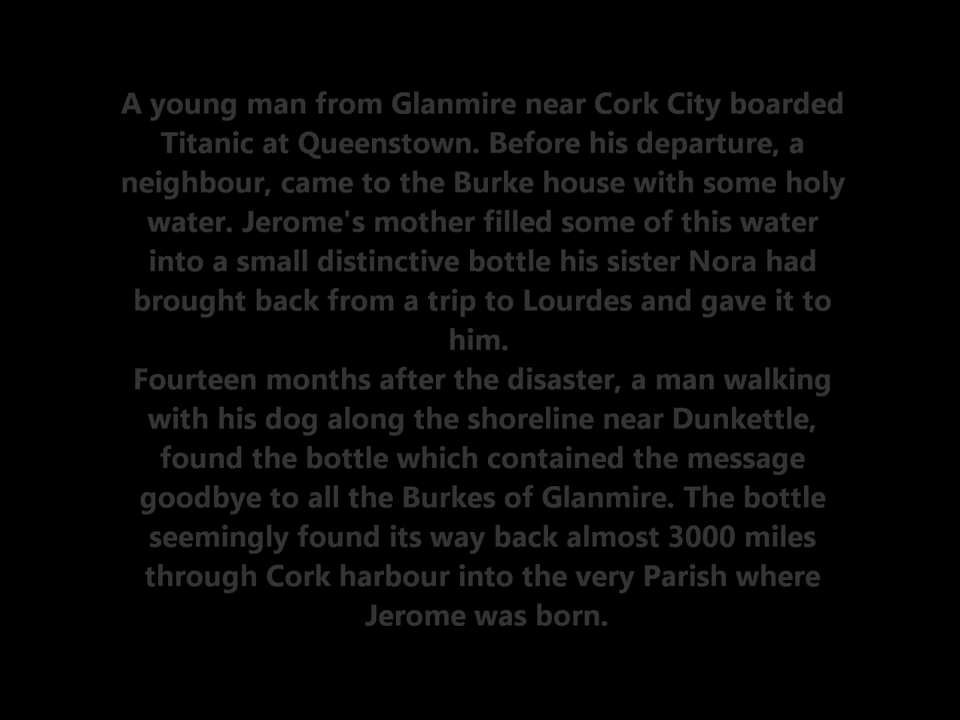 A young man from Glanmire near Cork City boarded
Titanic at Queenstown. Before his departure, a
neighbour, came to the Burke house with some holy
water. Jerome's mother filled some of this water
into a small distinctive bottle his sister Nora had
brought back from a trip to Lourdes and gave it to
him.
Fourteen months after the disaster, a man walking
with his dog along the shoreline near Dunkettle,
found the bottle which contained the message
goodbye to all the Burkes of Glanmire. The bottle
seemingly found its way back almost 3000 miles
through Cork harbour into the very Parish where
Jerome was born.